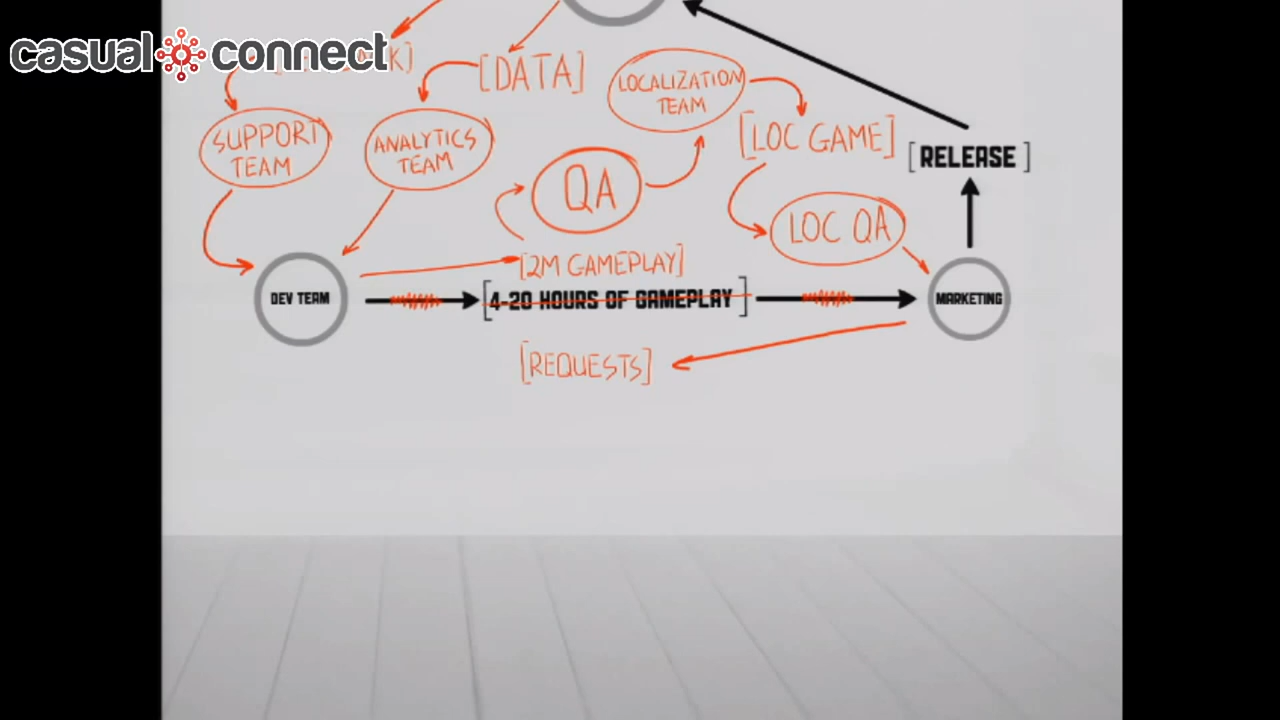 casual connect
[DATA]
LOCALIZATION
TEAM
SUPPORT
TEAM
ANALYTICS
TEAM
[LOC GAME]
[RELEASE]
QA
LOC QA
[2M GAMEPLAY]
DEV TEAM
[4-20 HOURS OF GAMEPLAY]
MARKETING
[REQUESTS]